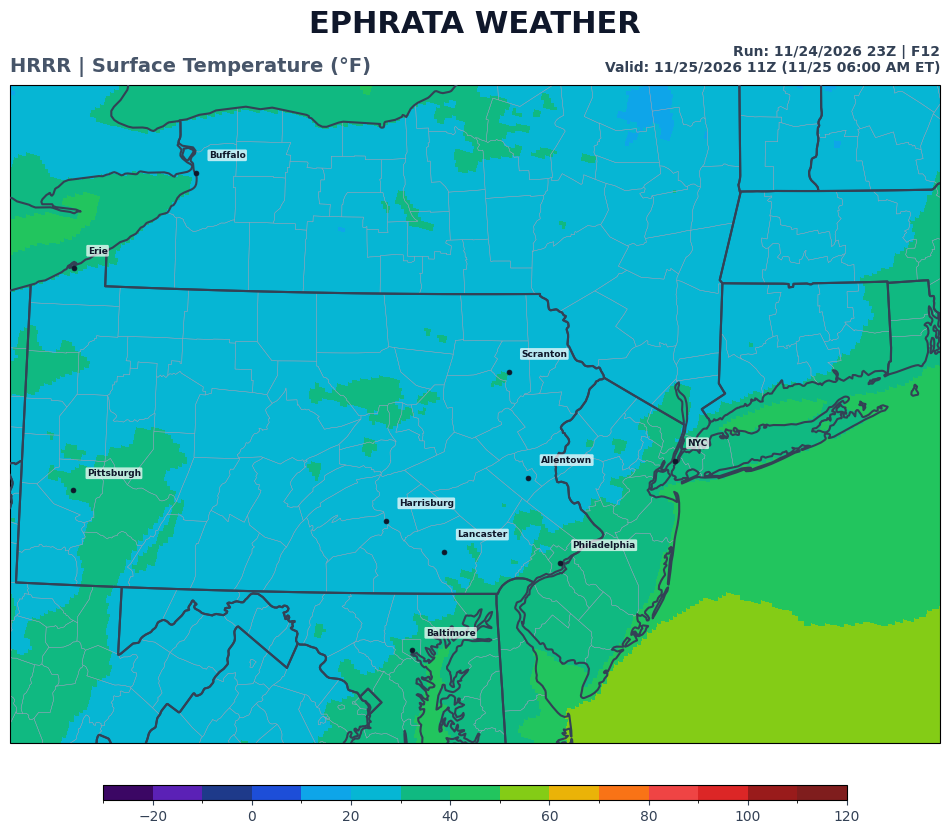 EPHRATA WEATHER
HRRR | Surface Temperature (°F)
Run: 11/24/2026 23Z | F12
Valid: 11/25/2026 11Z (11/25 06:00 AM ET)
Buffalo
Erie
Scranton
NYC
Allentown
Pittsburgh
Harrisburg
Lancaster
Philadelphia
Baltimore
−20 0 20 40 60 80 100 120